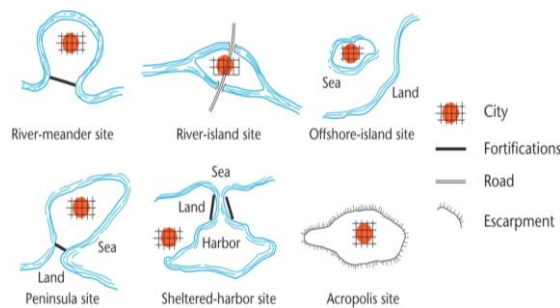 Sea
Land
City
River-meander site
River-island site
Offshore-island site
Fortifications
Road
Sea
Land
Sea
Harbor
Land
Escarpment
Peninsula site
Sheltered-harbor site
Acropolis site